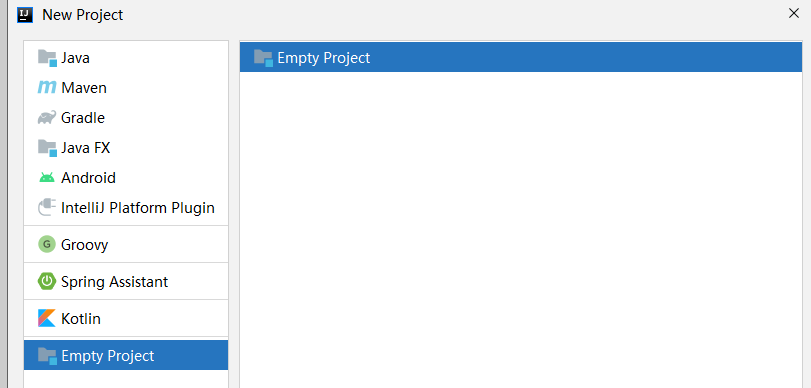 IJ
New Project
Java
Maven
Gradle
Java FX
Android
IntelliJ Platform Plugin
G
Groovy
Spring Assistant
Kotlin
Empty Project
Empty Project